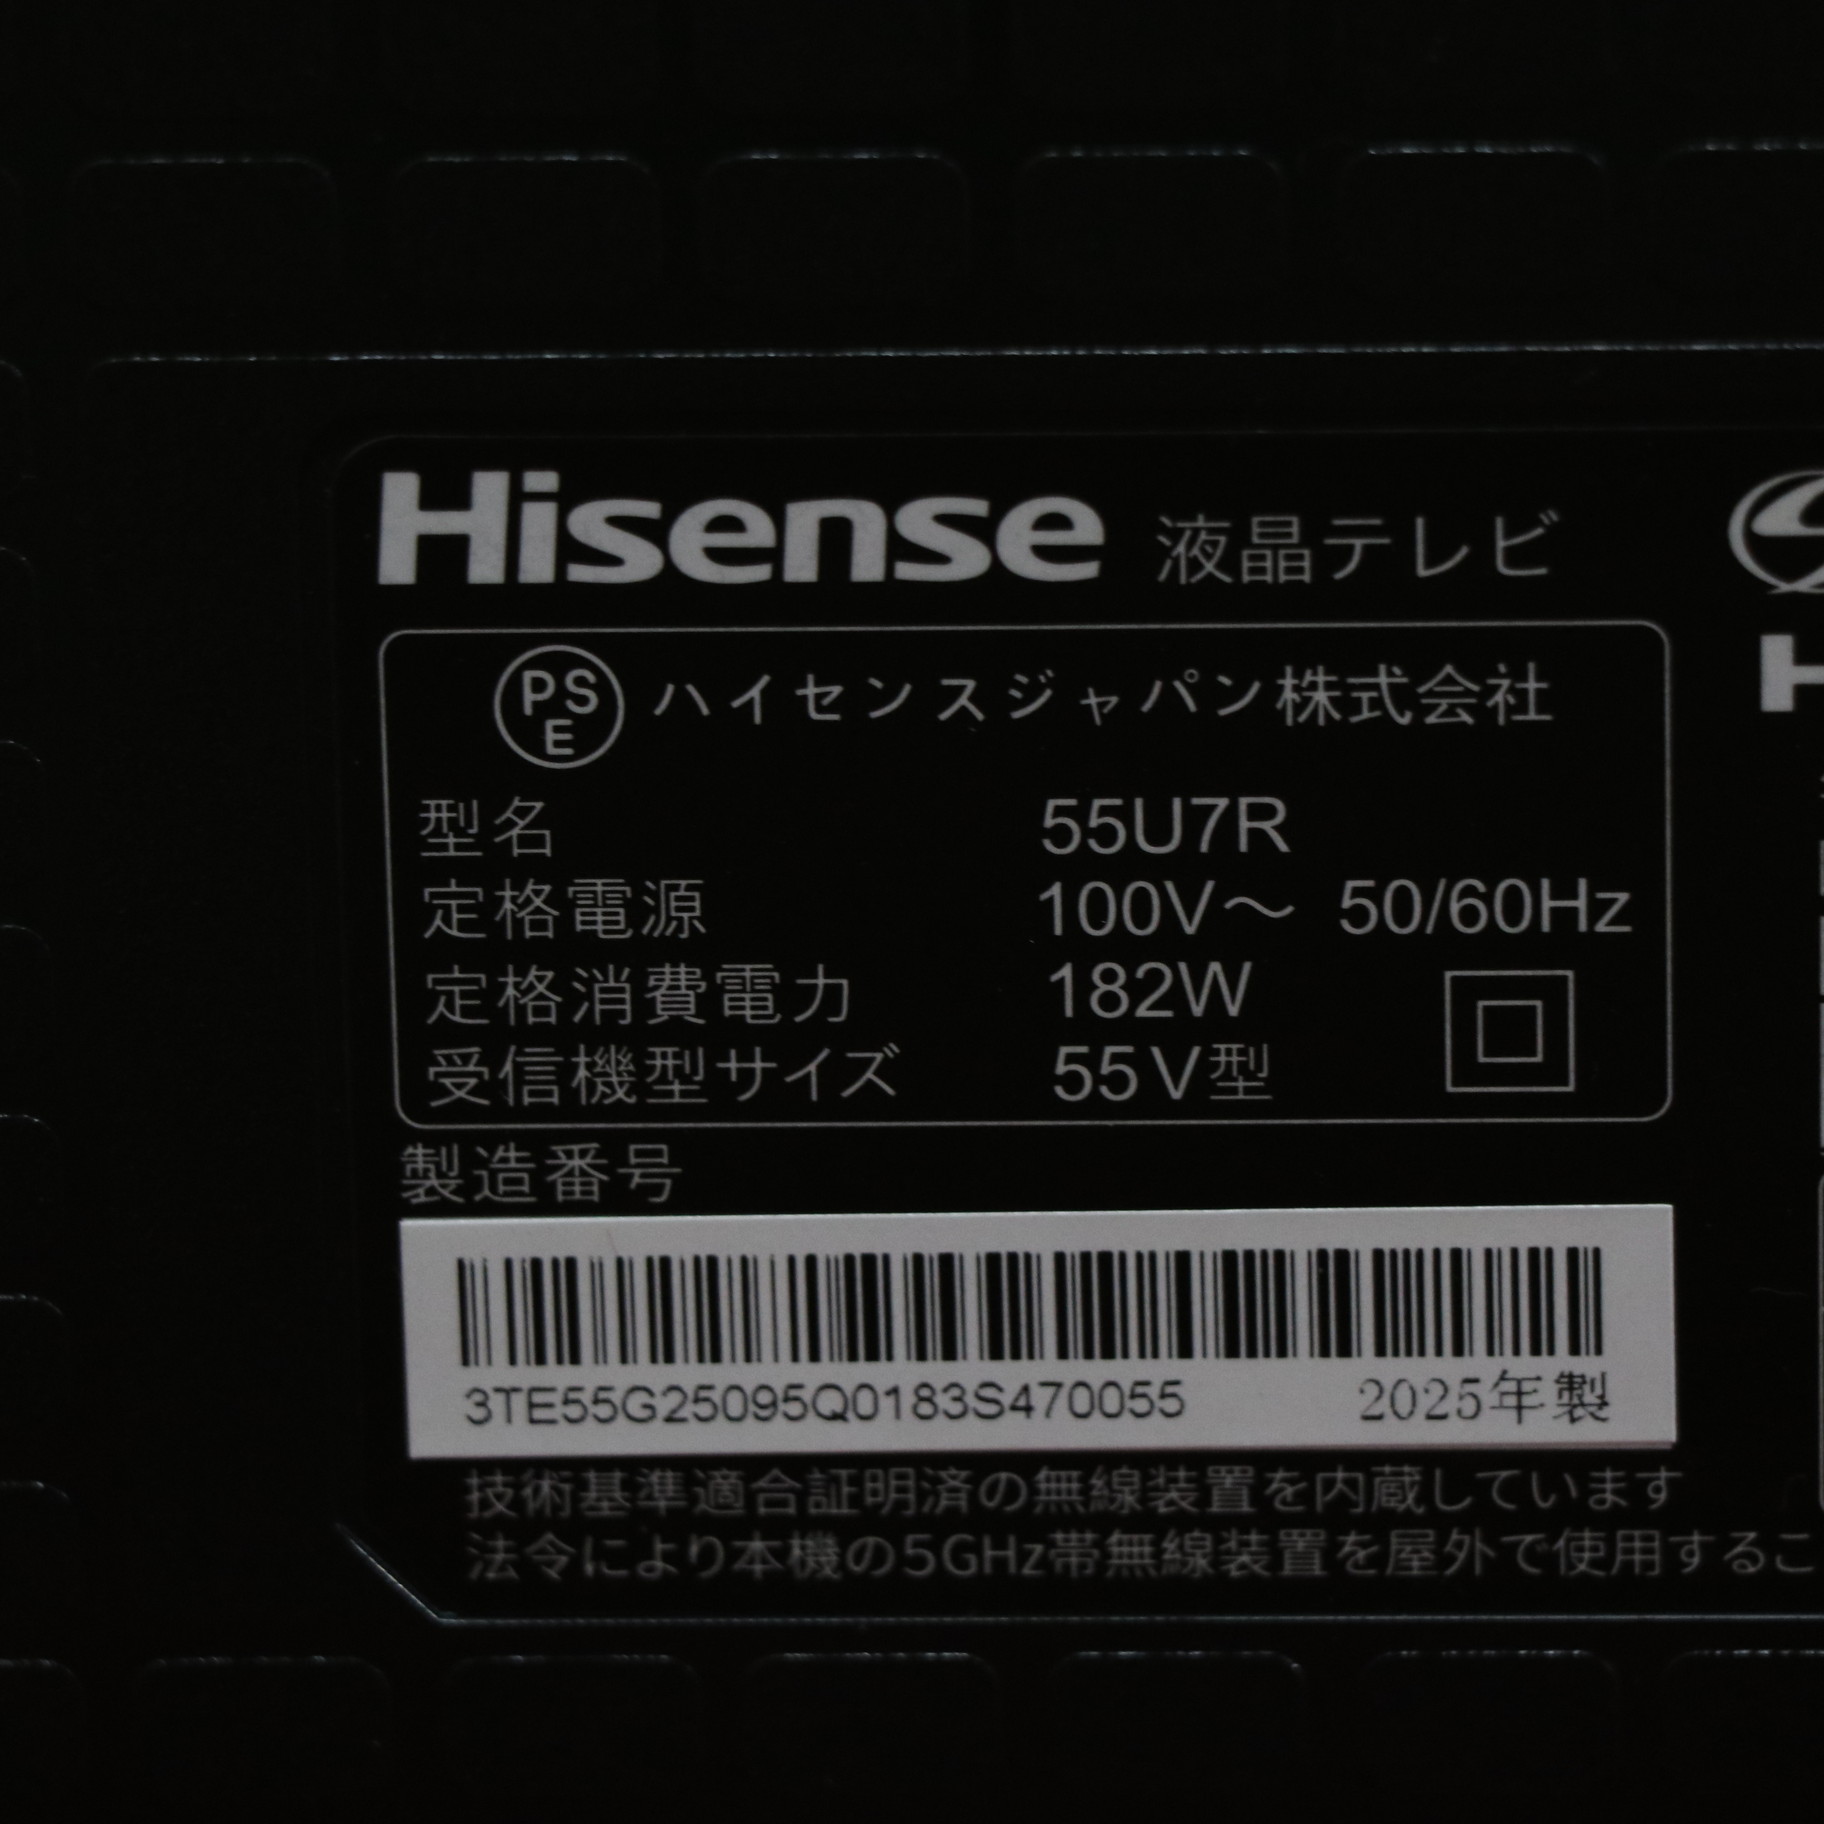 Hisense 液晶テレビ
PSE ハイセンスジャパン株式会社
型名 55U7R
定格電源 100V～ 50/60Hz
定格消費電力 182W
受信機型サイズ 55V型
製造番号
3TE55G25095Q0183S470055 2025年製
技術基準適合証明済の無線装置を内蔵しています
法令により本機の5GHz帯無線装置を屋外で使用するこ